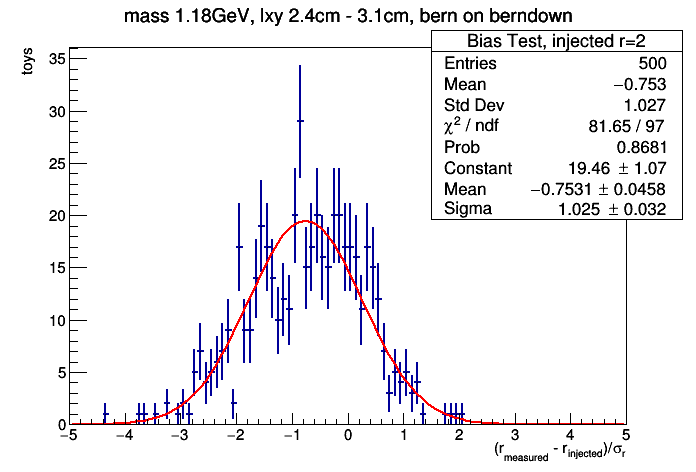 mass 1.18GeV, lxy 2.4cm - 3.1cm, bern on berndown
Bias Test, injected r=2
Entries 500
Mean −0.753
Std Dev 1.027
χ² / ndf 81.65 / 97
Prob 0.8681
Constant 19.46 ± 1.07
Mean −0.7531 ± 0.0458
Sigma 1.025 ± 0.032
toys
35
30
25
20
15
10
5
0
−5 −4 −3 −2 −1 0 1 2 3 4 5
(r_measured - r_injected)/σ_r